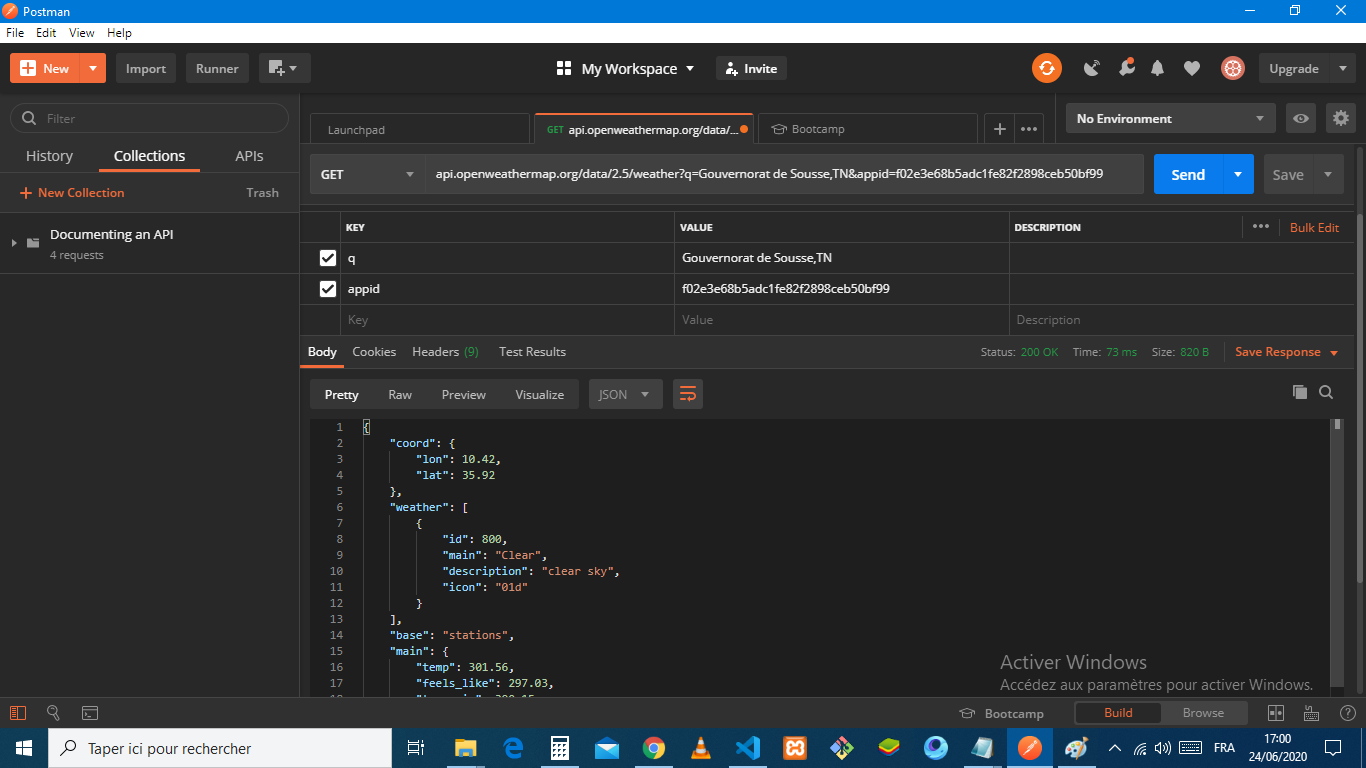 Postman
File Edit View Help
New Import Runner My Workspace Invite Upgrade
Filter
Launchpad GET api.openweathermap.org/data/... Bootcamp No Environment
History Collections APIs
New Collection Trash
Documenting an API
4 requests
GET api.openweathermap.org/data/2.5/weather?q=Gouvernorat de Sousse,TN&appid=f02e3e68b5adc1fe82f2898ceb50bf99 Send Save
KEY VALUE DESCRIPTION Bulk Edit
q Gouvernorat de Sousse,TN
appid f02e3e68b5adc1fe82f2898ceb50bf99
Key Value Description
Body Cookies Headers (9) Test Results Status: 200 OK Time: 73 ms Size: 820 B Save Response
Pretty Raw Preview Visualize JSON
1 {
2 "coord": {
3 "lon": 10.42,
4 "lat": 35.92
5 },
6 "weather": [
7 {
8 "id": 800,
9 "main": "Clear",
10 "description": "clear sky",
11 "icon": "01d"
12 }
13 ],
14 "base": "stations",
15 "main": {
16 "temp": 301.56,
17 "feels_like": 297.03,
Activer Windows
Accédez aux paramètres pour activer Windows.
Bootcamp Build Browse
Taper ici pour rechercher
FRA
17:00
24/06/2020